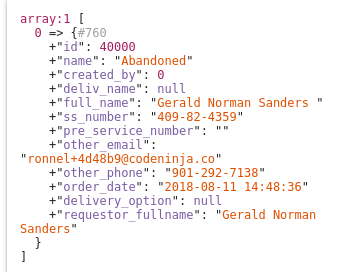 array:1 [
  0 => {#760
    +"id": 40000
    +"name": "Abandoned"
    +"created_by": 0
    +"deliv_name": null
    +"full_name": "Gerald Norman Sanders "
    +"ss_number": "409-82-4359"
    +"pre_service_number": ""
    +"other_email":
"ronnel+4d48b9@codeninja.co"
    +"other_phone": "901-292-7138"
    +"order_date": "2018-08-11 14:48:36"
    +"delivery_option": null
    +"requestor_fullname": "Gerald Norman
Sanders"
  }
]